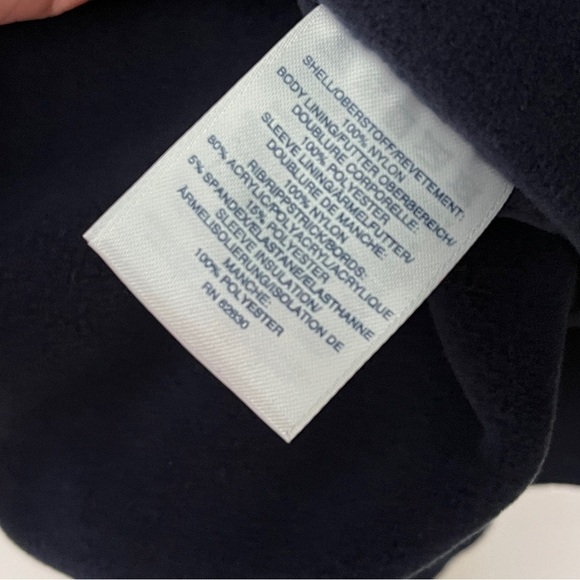 SHELL/OBERSTOFF/REVETEMENT:
100% NYLON
BODY LINING/FUTTER OBERBEREICH/
DOUBLURE CORPORELLE:
100% POLYESTER
SLEEVE LINING/ÄRMELFUTTER/
DOUBLURE DE MANCHE:
100% NYLON
RIB/RIPPSTRICK/BORDS:
80% ACRYLIC/POLYACRYL/ACRYLIQUE
15% POLYESTER
5% SPANDEX/ELASTANE/ELASTHANNE
SLEEVE INSULATION/
ÄRMELISOLIERUNG/ISOLATION DE
MANCHE:
100% POLYESTER
RN 62830